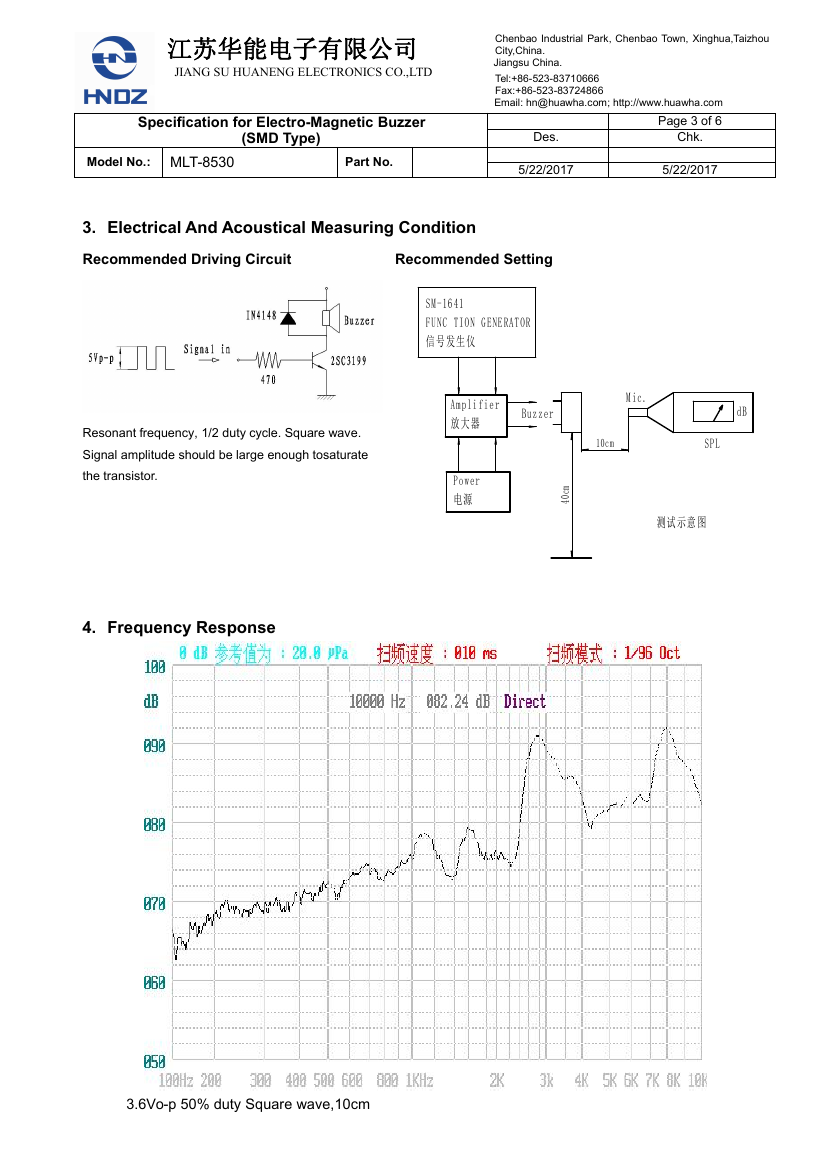 HNDZ
江苏华能电子有限公司
JIANG SU HUANENG ELECTRONICS CO.,LTD
Chenbao Industrial Park, Chenbao Town, Xinghua,Taizhou
City,China.
Jiangsu China.
Tel:+86-523-83710666
Fax:+86-523-83724866
Email: hn@huawha.com; http://www.huawha.com
Specification for Electro-Magnetic Buzzer
(SMD Type)
Page 3 of 6
Des. Chk.
Model No.: MLT-8530 Part No.
5/22/2017 5/22/2017
3. Electrical And Acoustical Measuring Condition
Recommended Driving Circuit
IN4148
Buzzer
5Vp-p
Signal in
2SC3199
470
Resonant frequency, 1/2 duty cycle. Square wave.
Signal amplitude should be large enough tosaturate
the transistor.
Recommended Setting
SM-1641
FUNC TION GENERATOR
信号发生仪
Amplifier
放大器
Buzzer
Mic.
dB
10cm
SPL
Power
电源
40cm
测试示意图
4. Frequency Response
0 dB 参考值为 : 20.0 µPa 扫频速度 : 010 ms 扫频模式 : 1/96 Oct
100
dB
10000 Hz 082.24 dB Direct
090
080
070
060
050
100Hz 200 300 400 500 600 800 1KHz 2K 3k 4K 5K 6K 7K 8K 10K
3.6Vo-p 50% duty Square wave,10cm